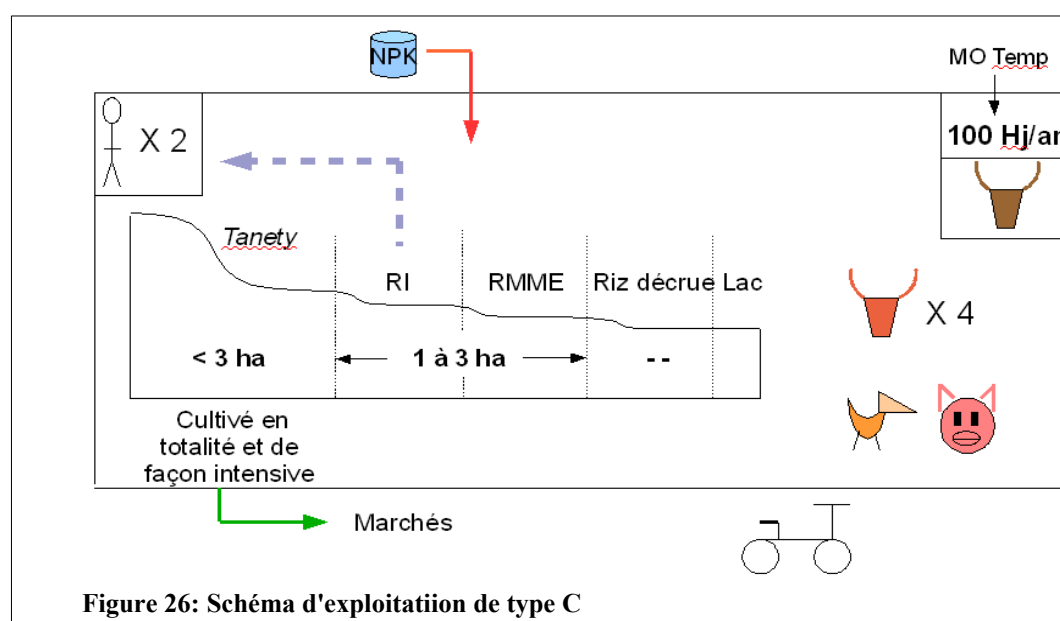 NPK
MO Temp
X 2
100 Hj/an
Tanety
RI
RMME
Riz décrue Lac
X 4
< 3 ha
1 à 3 ha
- -
Cultivé en
totalité et de
façon intensive
Marchés
Figure 26: Schéma d'exploitatiion de type C